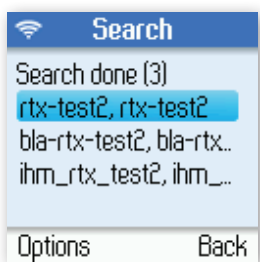 Search
Search done (3)
rtx-test2, rtx-test2
bla-rtx-test2, bla-rtx..
ihm_rtx_test2, ihm_...
Options Back